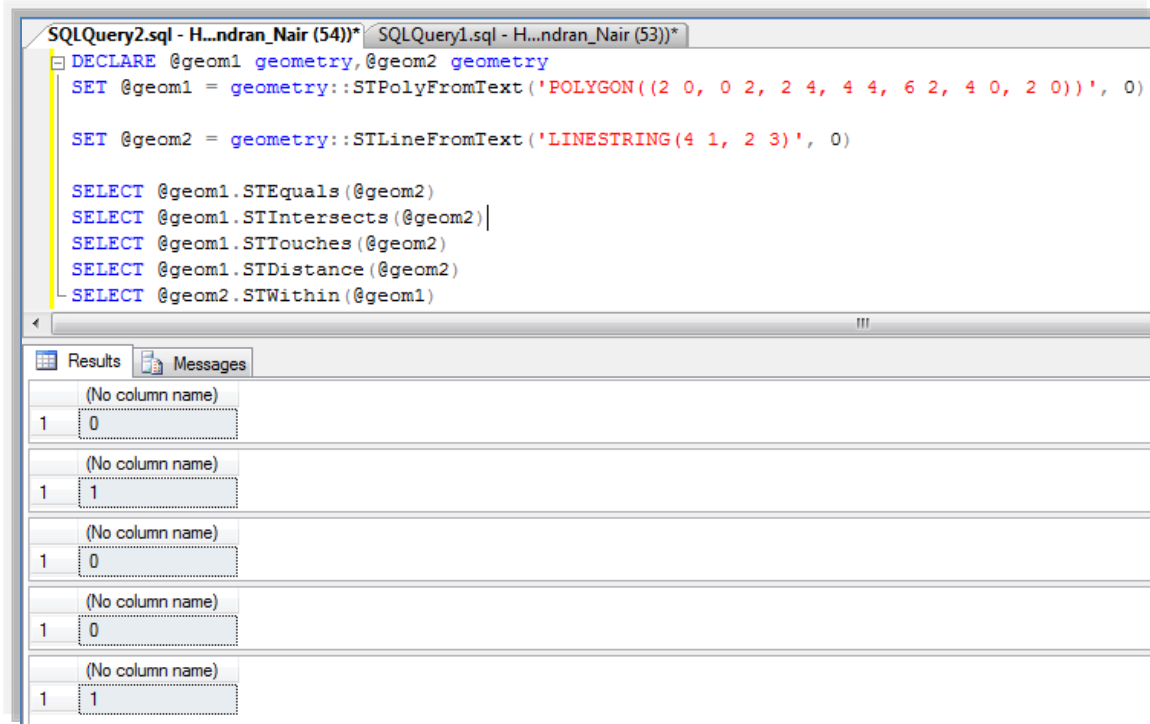 SQLQuery2.sql - H...ndran_Nair (54))* SQLQuery1.sql - H...ndran_Nair (53))*
DECLARE @geom1 geometry,@geom2 geometry
SET @geom1 = geometry::STPolyFromText('POLYGON((2 0, 0 2, 2 4, 4 4, 6 2, 4 0, 2 0))', 0)
SET @geom2 = geometry::STLineFromText('LINESTRING(4 1, 2 3)', 0)
SELECT @geom1.STEquals(@geom2)
SELECT @geom1.STIntersects(@geom2)
SELECT @geom1.STTouches(@geom2)
SELECT @geom1.STDistance(@geom2)
SELECT @geom2.STWithin(@geom1)
Results Messages
(No column name)
1 0
(No column name)
1 1
(No column name)
1 0
(No column name)
1 0
(No column name)
1 1